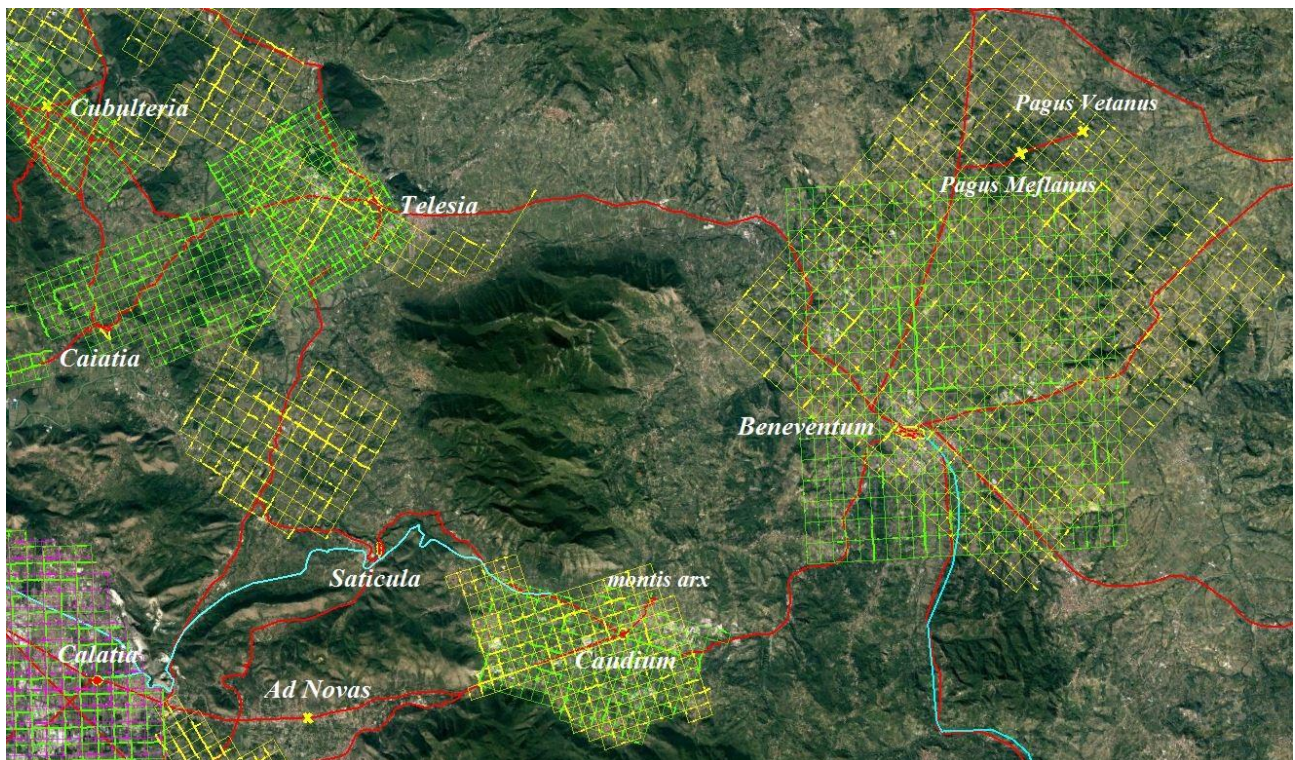 Cubulteria
Pagus Vetanus
Pagus Meflanus
Telesia
Caiatia
Beneventum
Saticula
montis arx
Calatia
Caudium
Ad Novas